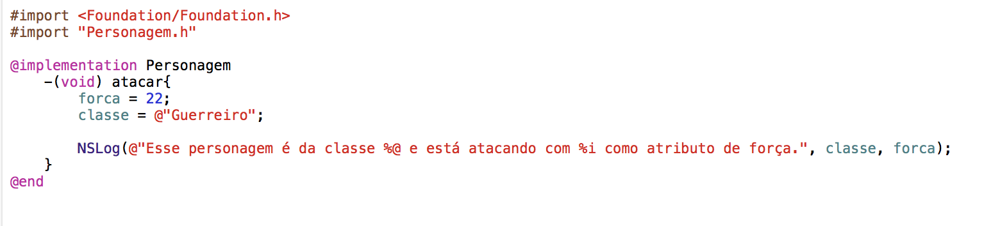 #import <Foundation/Foundation.h>
#import "Personagem.h"
@implementation Personagem
-(void) atacar{
forca = 22;
classe = @"Guerreiro";
NSLog(@"Esse personagem é da classe %@ e está atacando com %i como atributo de força.", classe, forca);
}
@end